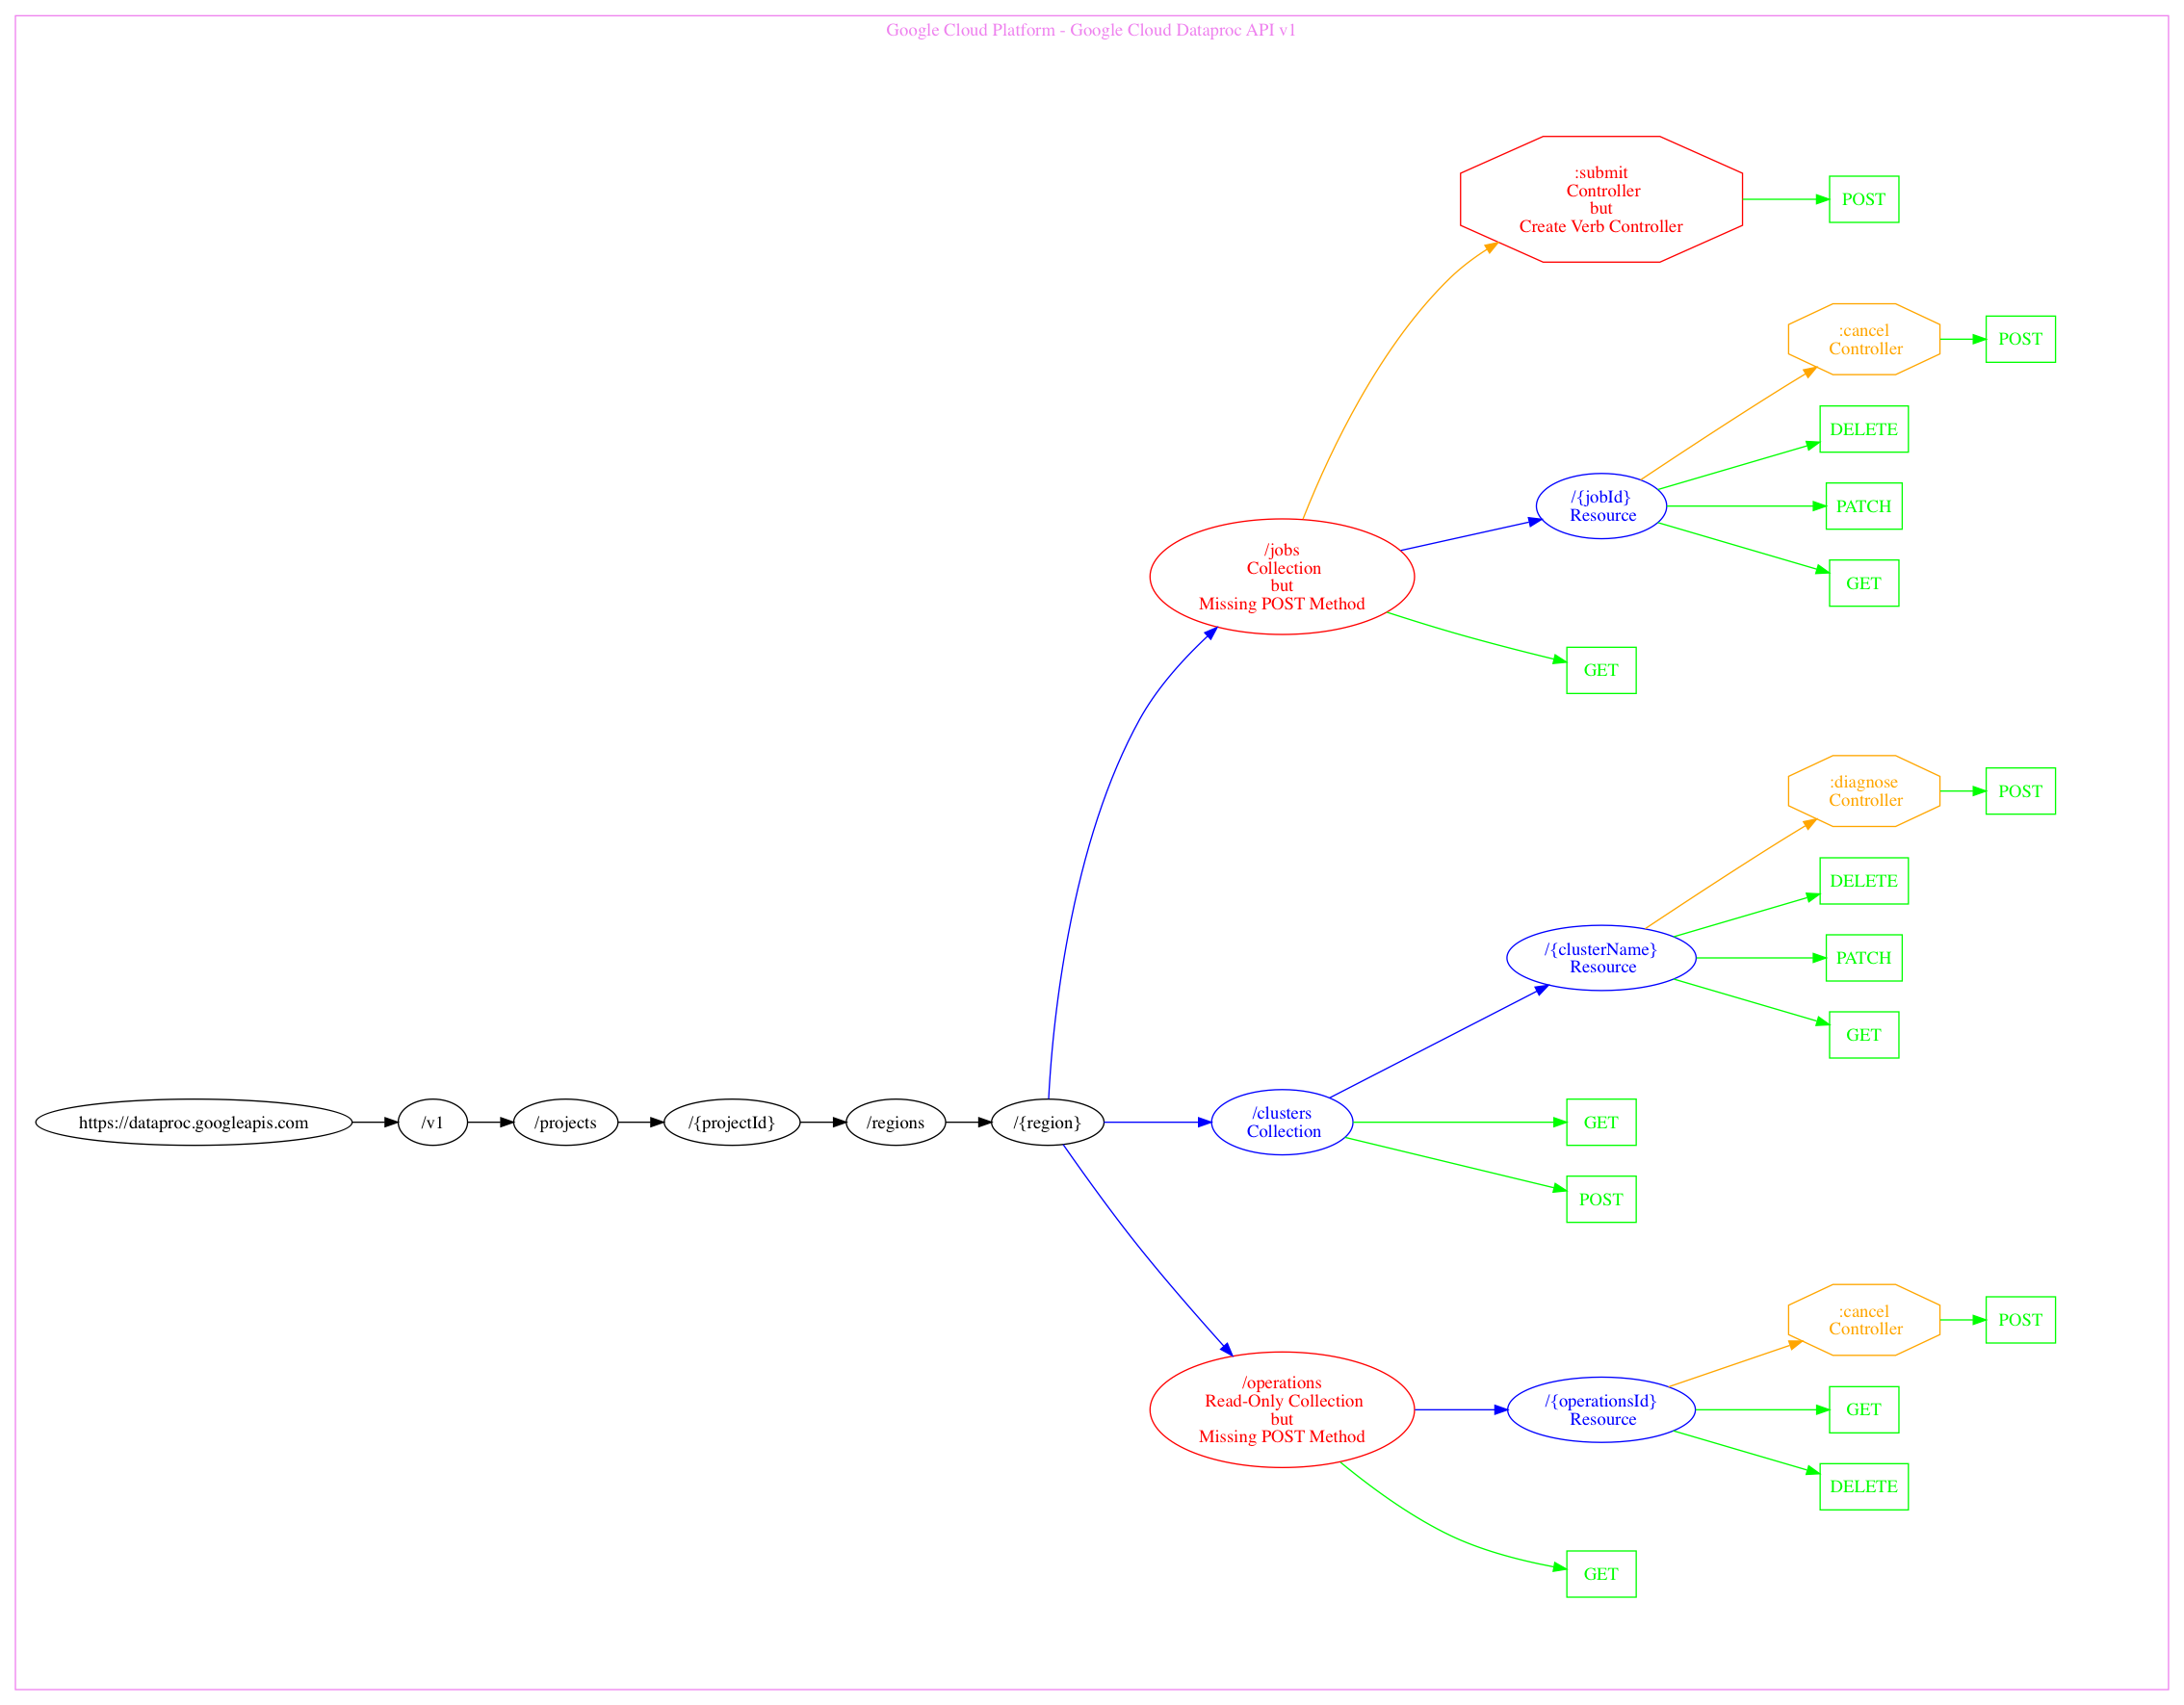 Google Cloud Platform - Google Cloud Dataproc API v1
:submit
Controller
but
Create Verb Controller
POST
:cancel
Controller
POST
DELETE
/{jobId}
Resource
PATCH
/jobs
Collection
but
Missing POST Method
GET
GET
:diagnose
Controller
POST
DELETE
/{clusterName}
Resource
PATCH
GET
https://dataproc.googleapis.com
/v1
/projects
/{projectId}
/regions
/{region}
/clusters
Collection
GET
POST
:cancel
Controller
POST
/operations
Read-Only Collection
but
Missing POST Method
/{operationsId}
Resource
GET
DELETE
GET